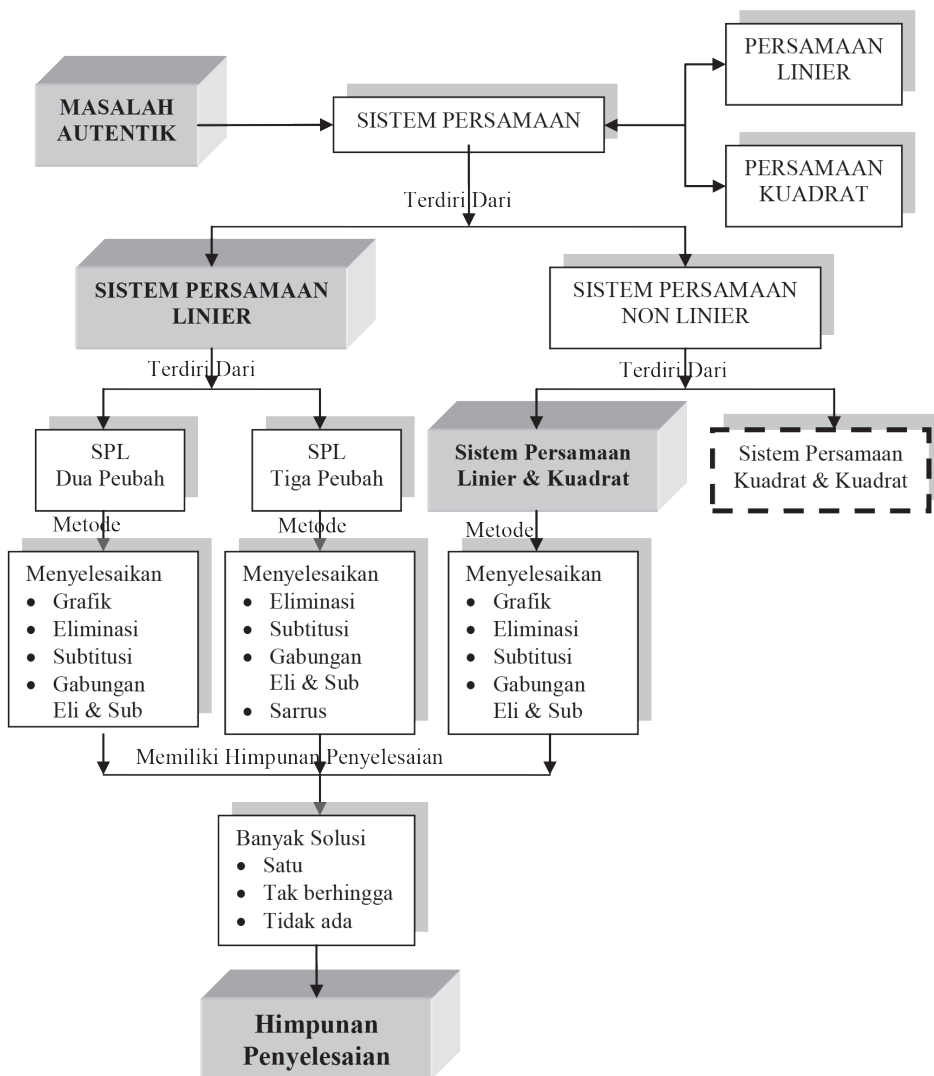 PERSAMAAN
LINIER
MASALAH
AUTENTIK
SISTEM PERSAMAAN
PERSAMAAN
KUADRAT
Terdiri Dari
SISTEM PERSAMAAN
LINIER
SISTEM PERSAMAAN
NON LINIER
Terdiri Dari
Terdiri Dari
SPL
Dua Peubah
SPL
Tiga Peubah
Sistem Persamaan
Linier & Kuadrat
Sistem Persamaan
Kuadrat & Kuadrat
Metode
Metode
Metode
Menyelesaikan
• Grafik
• Eliminasi
• Subtitusi
• Gabungan
Eli & Sub
Menyelesaikan
• Eliminasi
• Subtitusi
• Gabungan
Eli & Sub
• Sarrus
Menyelesaikan
• Grafik
• Eliminasi
• Subtitusi
• Gabungan
Eli & Sub
Memiliki Himpunan Penyelesaian
Banyak Solusi
• Satu
• Tak berhingga
• Tidak ada
Himpunan
Penyelesaian